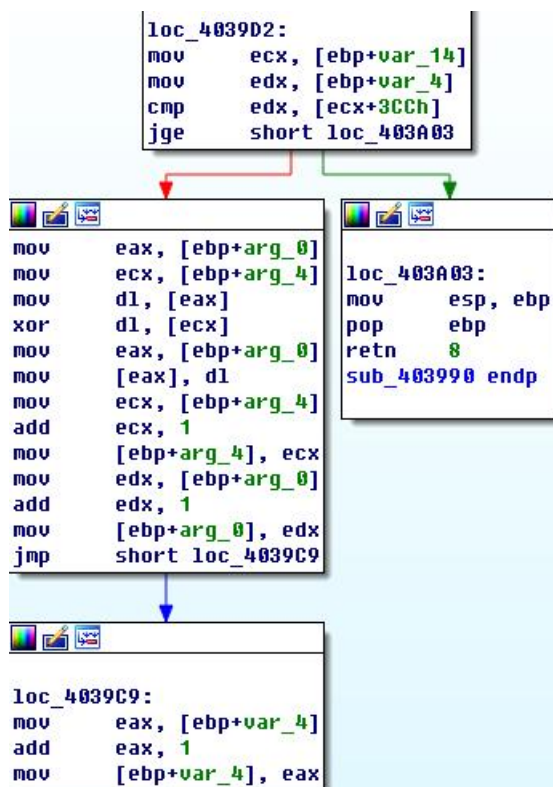 loc_4039D2:
mov ecx, [ebp+var_14]
mov edx, [ebp+var_4]
cmp edx, [ecx+3CCh]
jge short loc_403A03
mov eax, [ebp+arg_0]
mov ecx, [ebp+arg_4]
mov dl, [eax]
xor dl, [ecx]
mov eax, [ebp+arg_0]
mov [eax], dl
mov ecx, [ebp+arg_4]
add ecx, 1
mov [ebp+arg_4], ecx
mov edx, [ebp+arg_0]
add edx, 1
mov [ebp+arg_0], edx
jmp short loc_4039C9
loc_403A03:
mov esp, ebp
pop ebp
retn 8
sub_403990 endp
loc_4039C9:
mov eax, [ebp+var_4]
add eax, 1
mov [ebp+var_4], eax